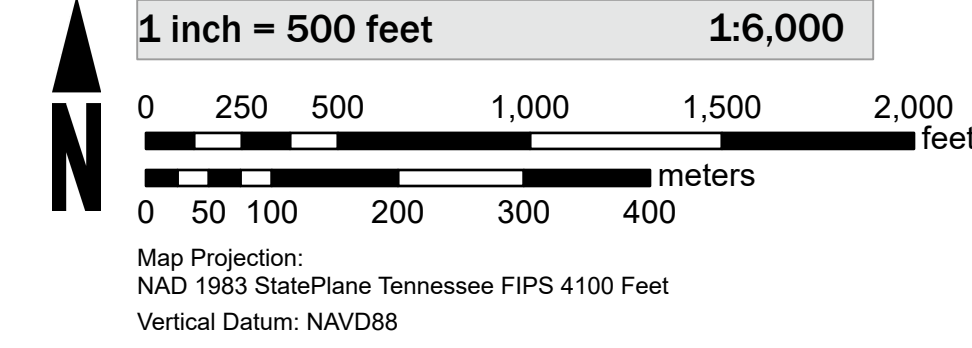 1 inch = 500 feet 1:6,000
0 250 500 1,000 1,500 2,000
feet
meters
0 50 100 200 300 400
N
Map Projection:
NAD 1983 StatePlane Tennessee FIPS 4100 Feet
Vertical Datum: NAVD88